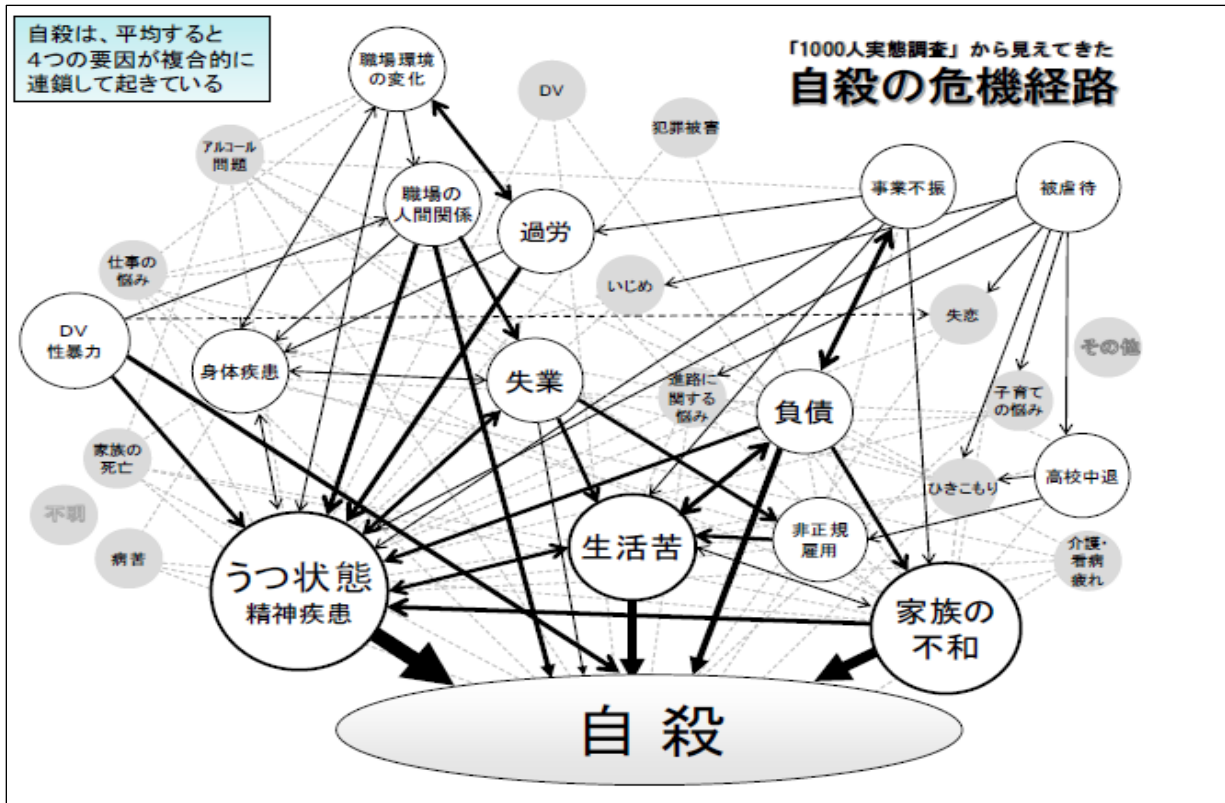 自殺は、平均すると
4つの要因が複合的に
連鎖して起きている
「1000人実態調査」から見えてきた
自殺の危機経路
職場環境
の変化
DV
犯罪被害
アルコール
問題
職場の
人間関係
過労
事業不振
被虐待
仕事の
悩み
いじめ
失恋
DV
性暴力
身体疾患
失業
進路に
関する
悩み
負債
子育て
の悩み
その他
家族の
死亡
ひきこもり
高校中退
不明
病苦
うつ状態
精神疾患
生活苦
非正規
雇用
介護・
看病
疲れ
家族の
不和
自殺